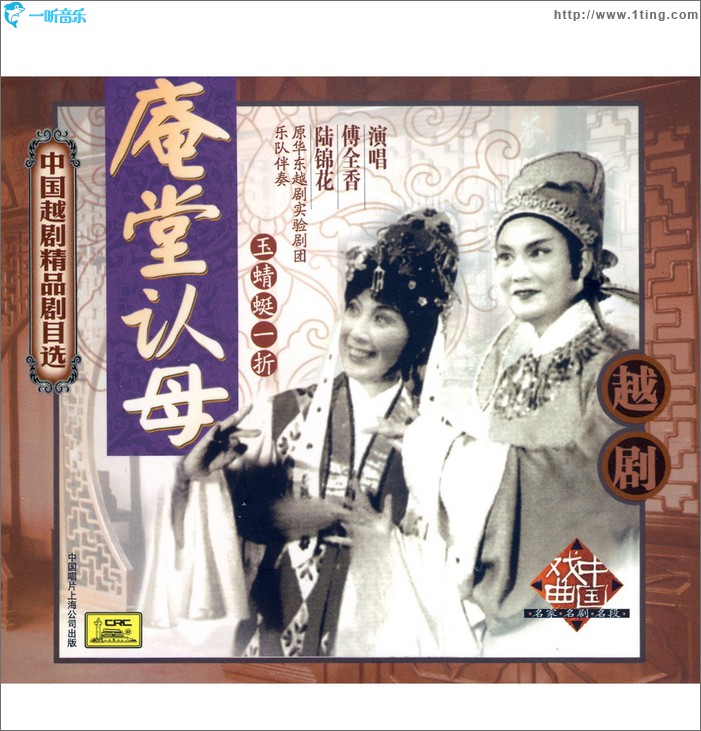 一听音乐
http://www.1ting.com
中国越剧精品剧目选
庵堂认母
演唱
傅全香
陆锦花
原华东越剧实验剧团
乐队伴奏
玉蜻蜓一折
越剧
中国戏曲
·名家·名剧·名段·
中国唱片上海公司出版
CRC